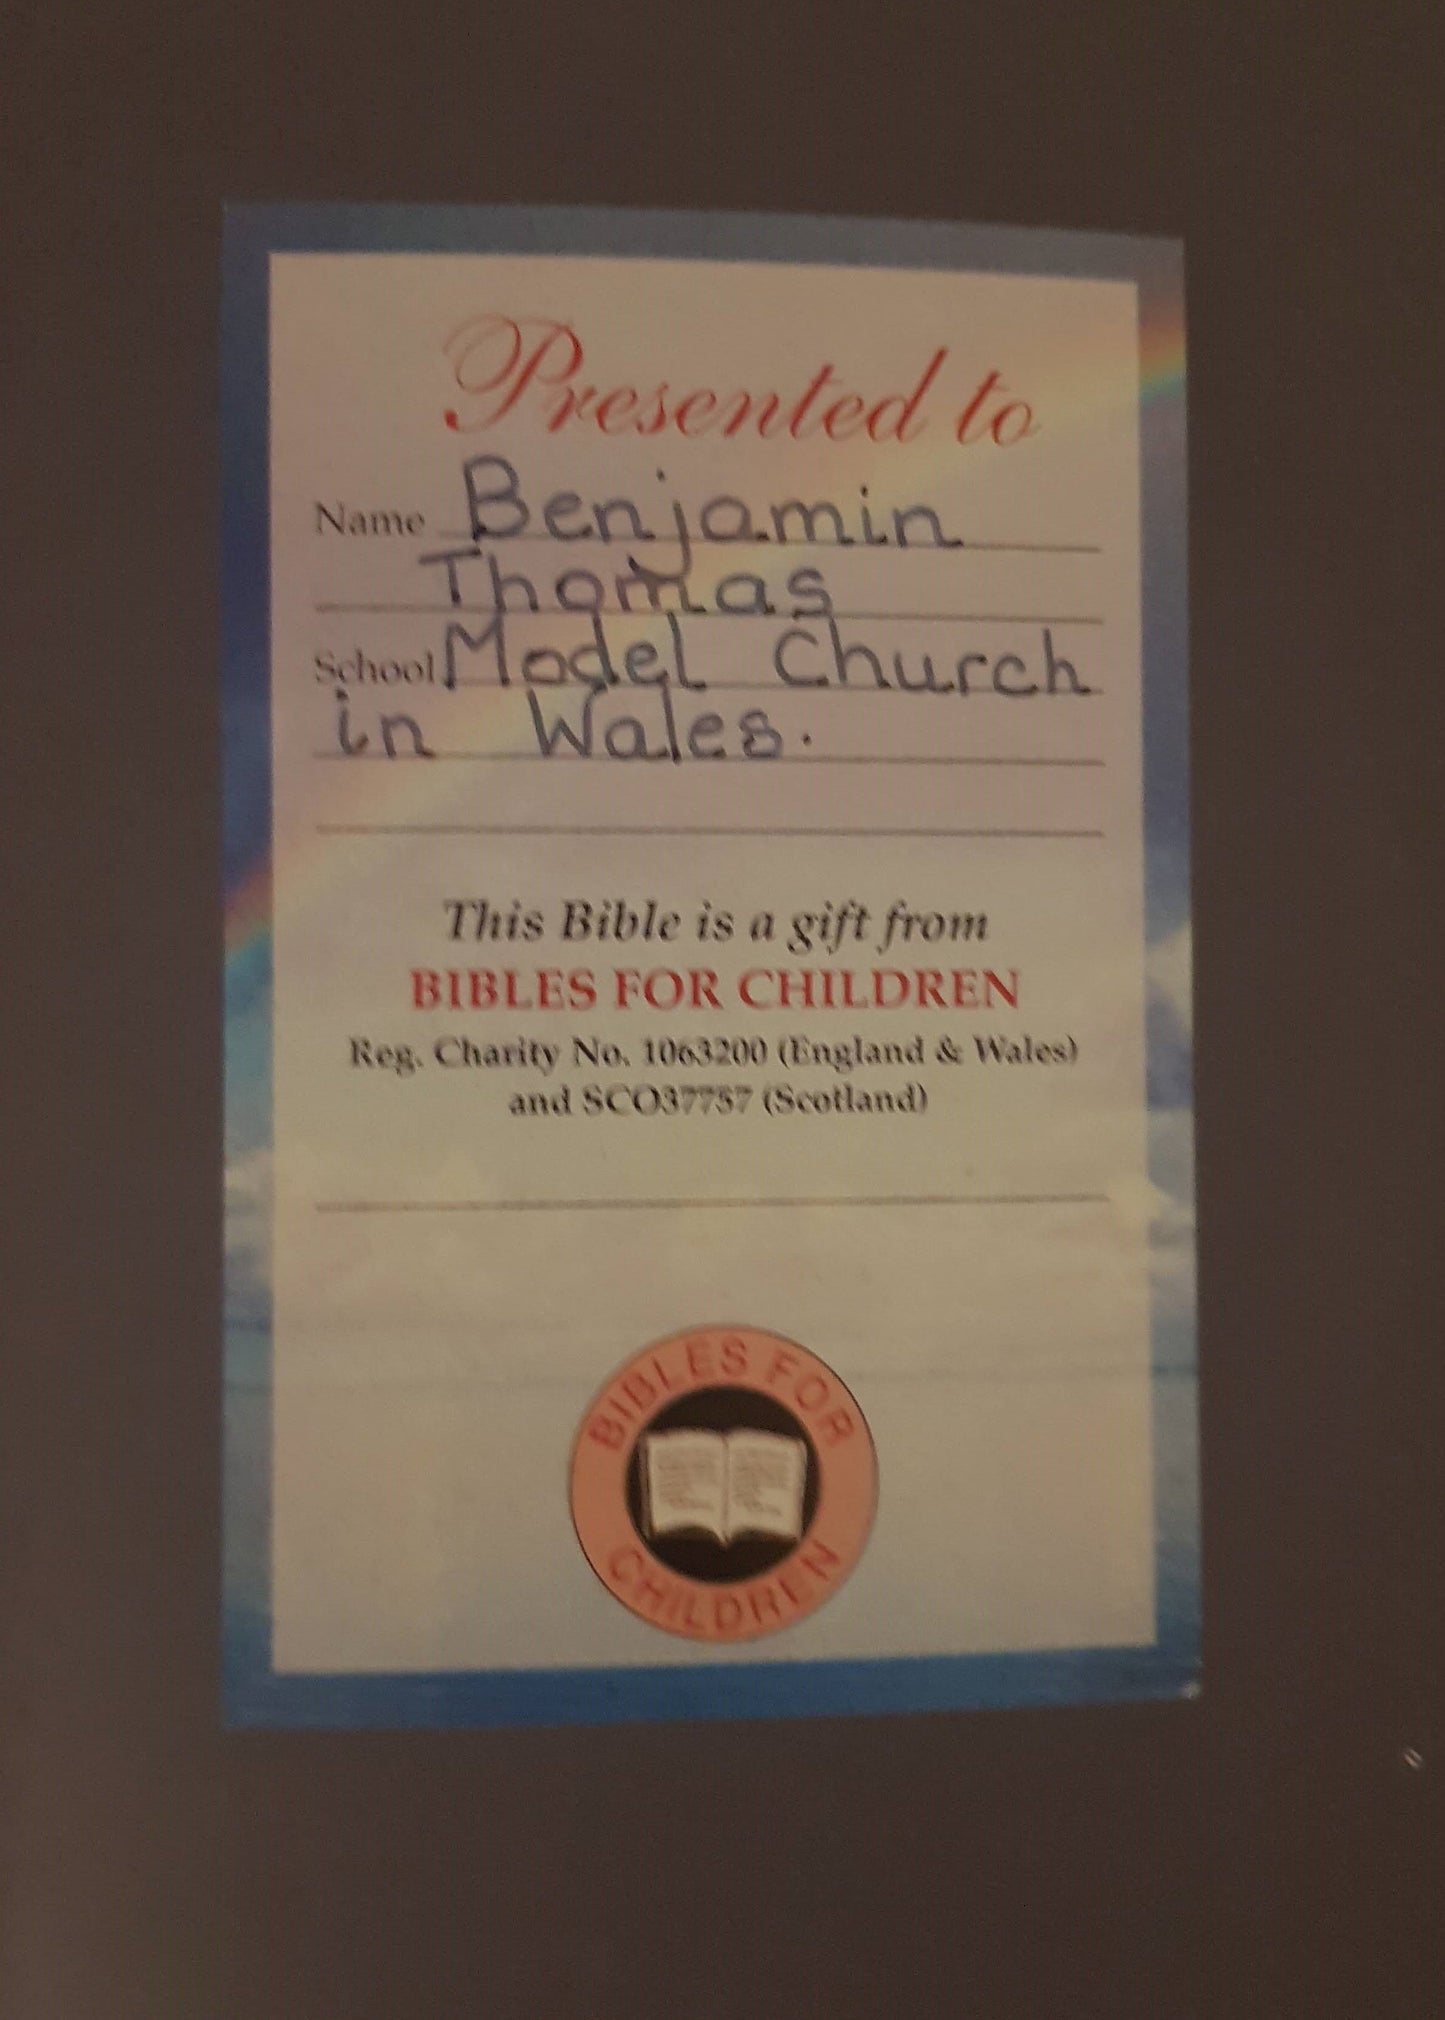 Presented to
Name Benjamin
Thomas
School Model Church
in Wales.
This Bible is a gift from
BIBLES FOR CHILDREN
Reg. Charity No. 1063200 (England & Wales)
and SCO37757 (Scotland)
BIBLES FOR
CHILDREN